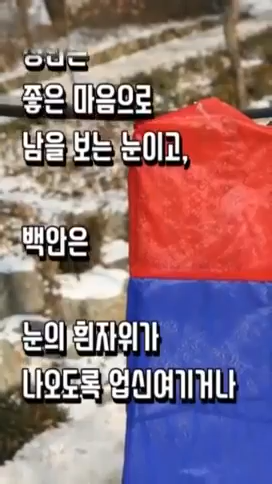 좋은 마음으로
남을 보는 눈이고,
백안은
눈의 흰자위가
나오도록 업신여기거나